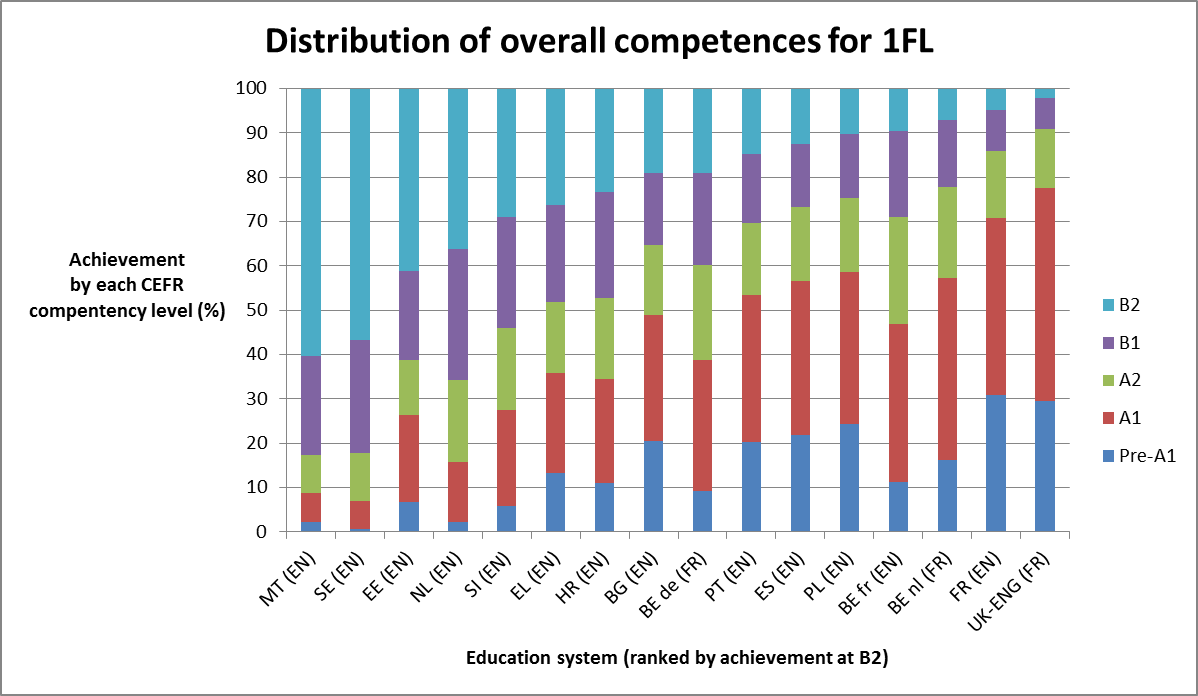 Distribution of overall competences for 1FL
100
90
80
70
60
50
40
30
20
10
0
Achievement
by each CEFR
compentency level (%)
B2
B1
A2
A1
Pre-A1
MT (EN)
SE (EN)
EE (EN)
NL (EN)
SI (EN)
EL (EN)
HR (EN)
BG (EN)
BE de (FR)
PT (EN)
ES (EN)
PL (EN)
BE fr (EN)
BE nl (FR)
FR (EN)
UK-ENG (FR)
Education system (ranked by achievement at B2)